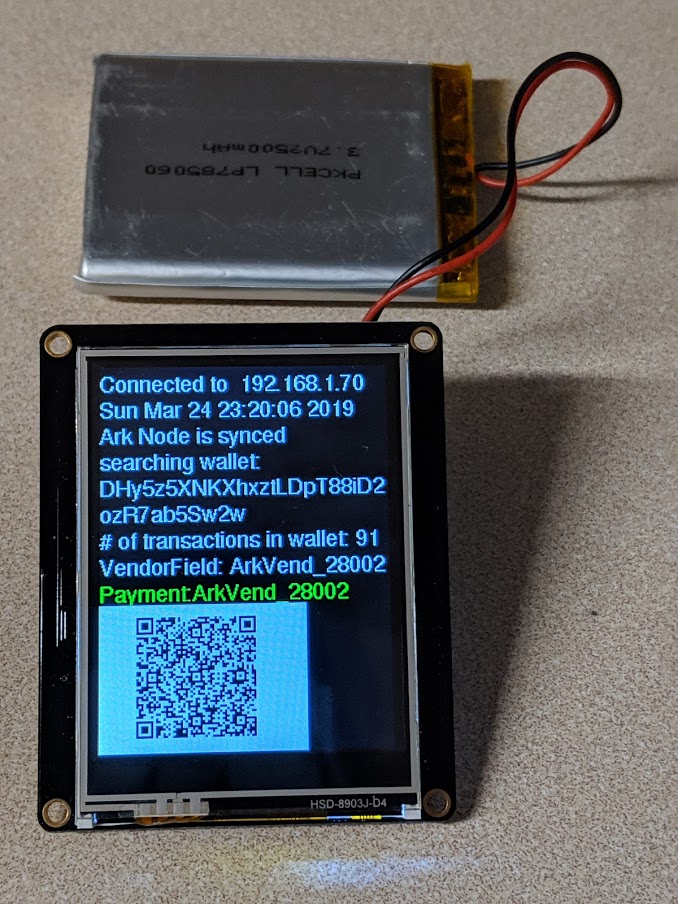 PKCELL LP785060
3.7V2500mAh
Connected to 192.168.1.70
Sun Mar 24 23:20:06 2019
Ark Node is synced
searching wallet:
DHy5z5XNKXhxztLDpT88iD2
ozR7ab5Sw2w
# of transactions in wallet: 91
VendorField: ArkVend_28002
Payment:ArkVend_28002
HSD-8903J-D4